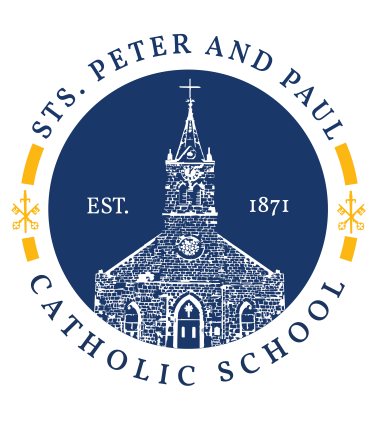 STS. PETER AND PAUL
EST. 1871
CATHOLIC SCHOOL